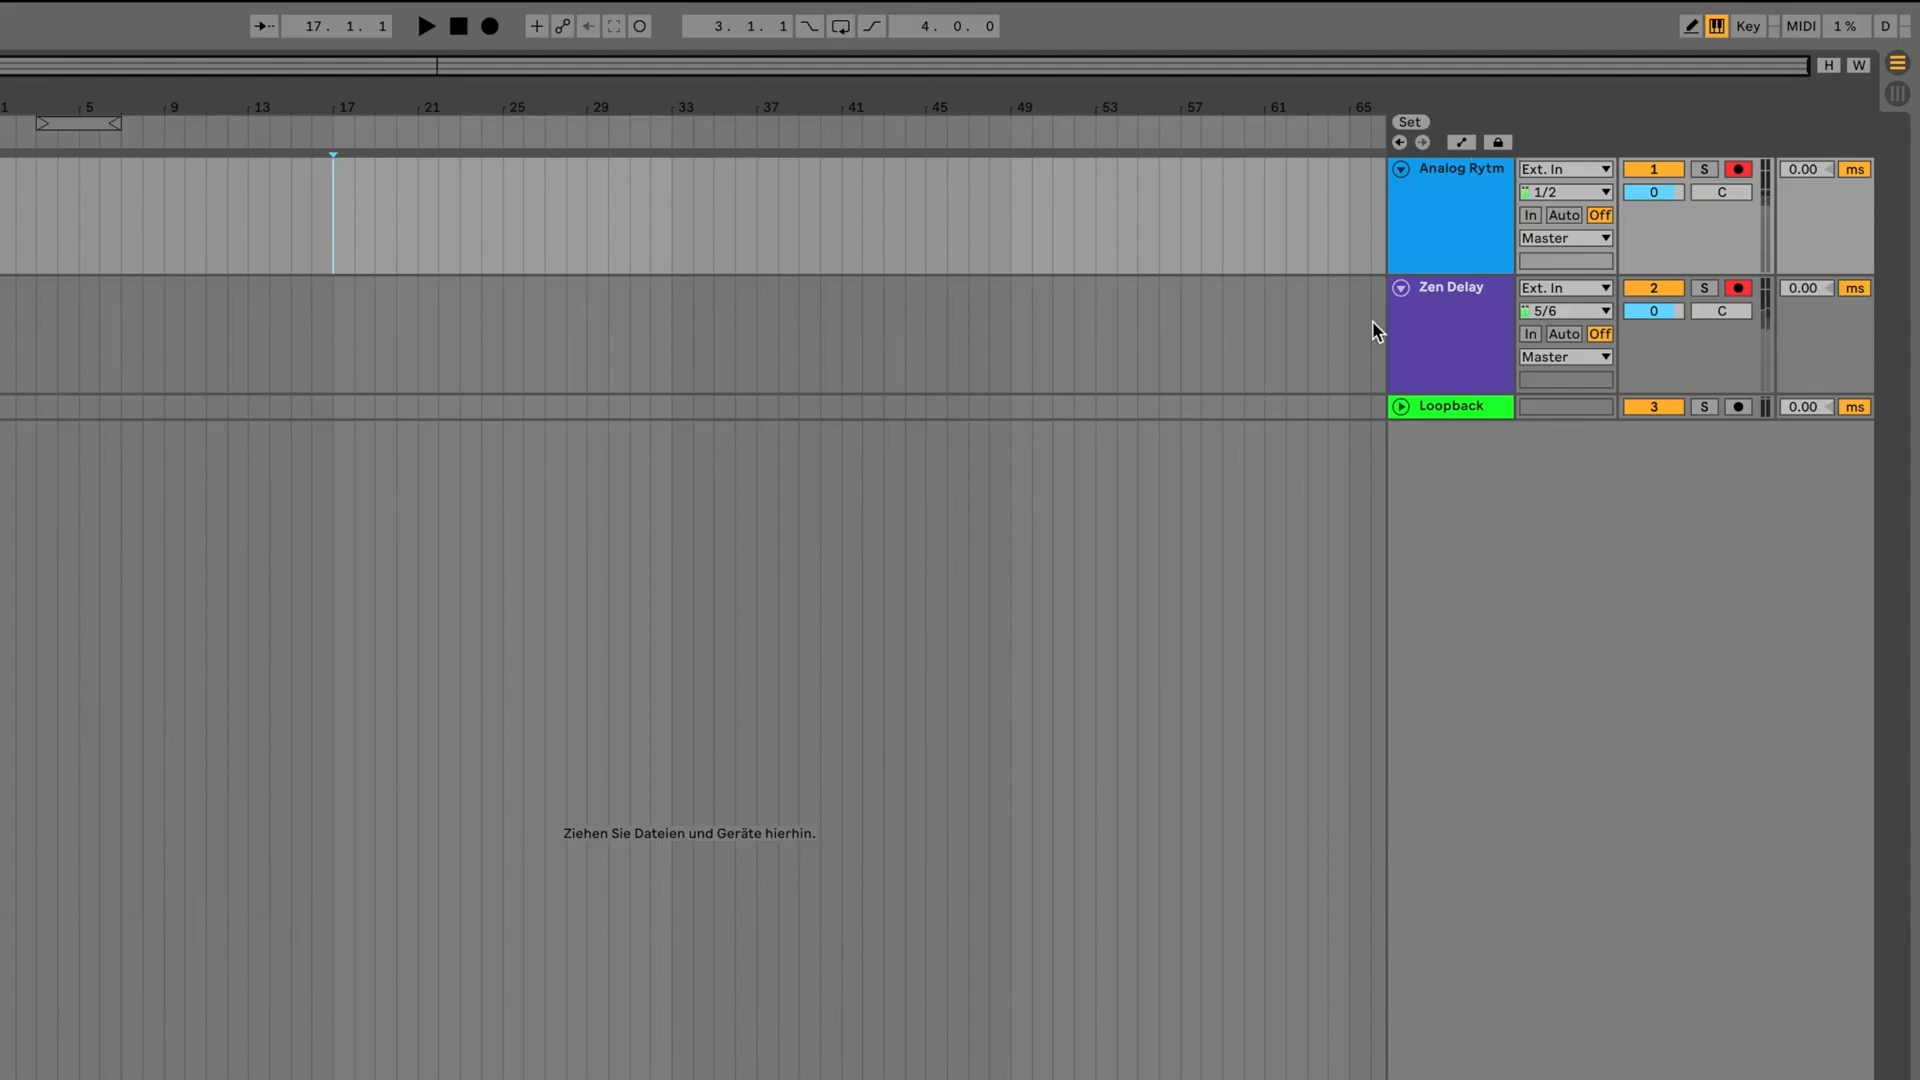 17. 1. 1
3. 1. 1
4. 0. 0
Key
MIDI
1 %
D
H
W
1 5 9 13 17 21 25 29 33 37 41 45 49 53 57 61 65
Set
Analog Rytm
Ext. In
1
S
0.00
ms
1/2
0
C
In
Auto
Off
Master
Zen Delay
Ext. In
2
S
0.00
ms
5/6
0
C
In
Auto
Off
Master
Loopback
3
S
0.00
ms
Ziehen Sie Dateien und Geräte hierhin.